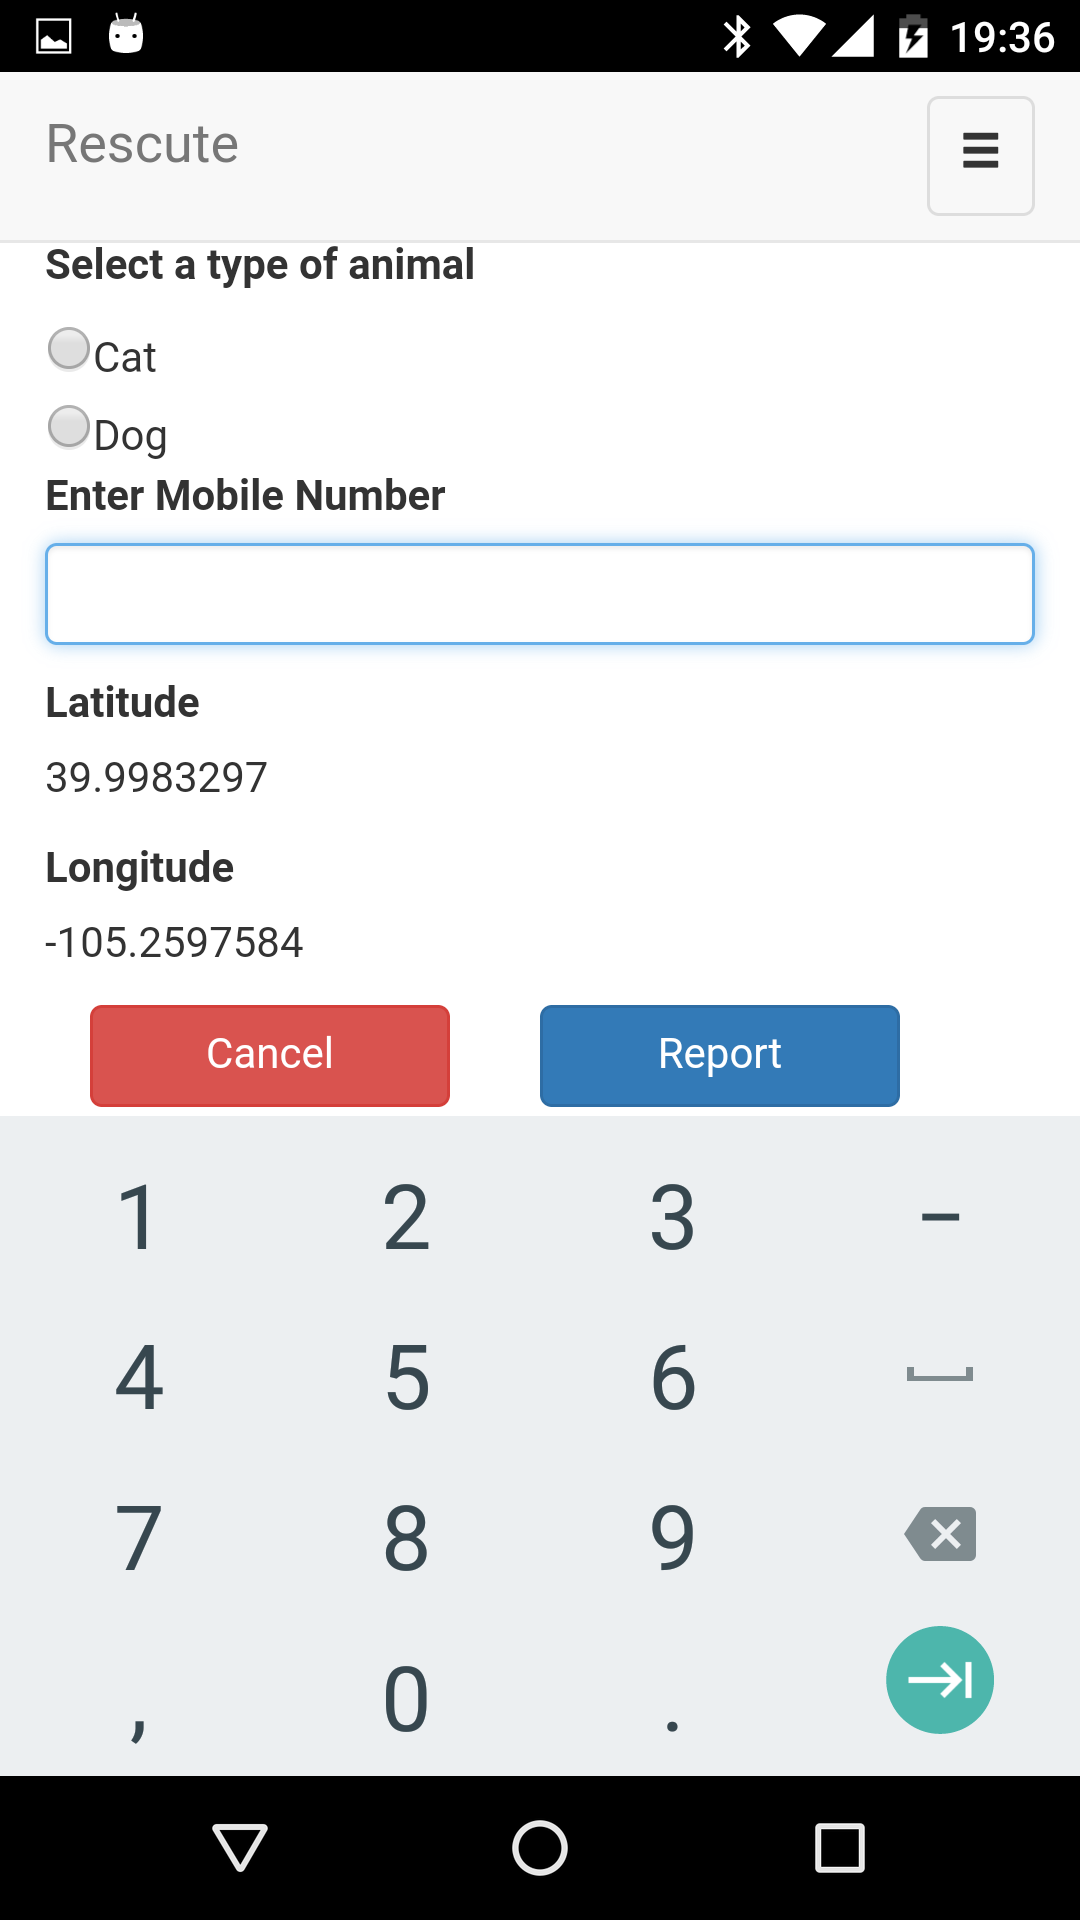 19:36
Rescute
Select a type of animal
Cat
Dog
Enter Mobile Number
Latitude
39.9983297
Longitude
-105.2597584
Cancel Report
1 2 3 –
4 5 6
7 8 9
, 0 .